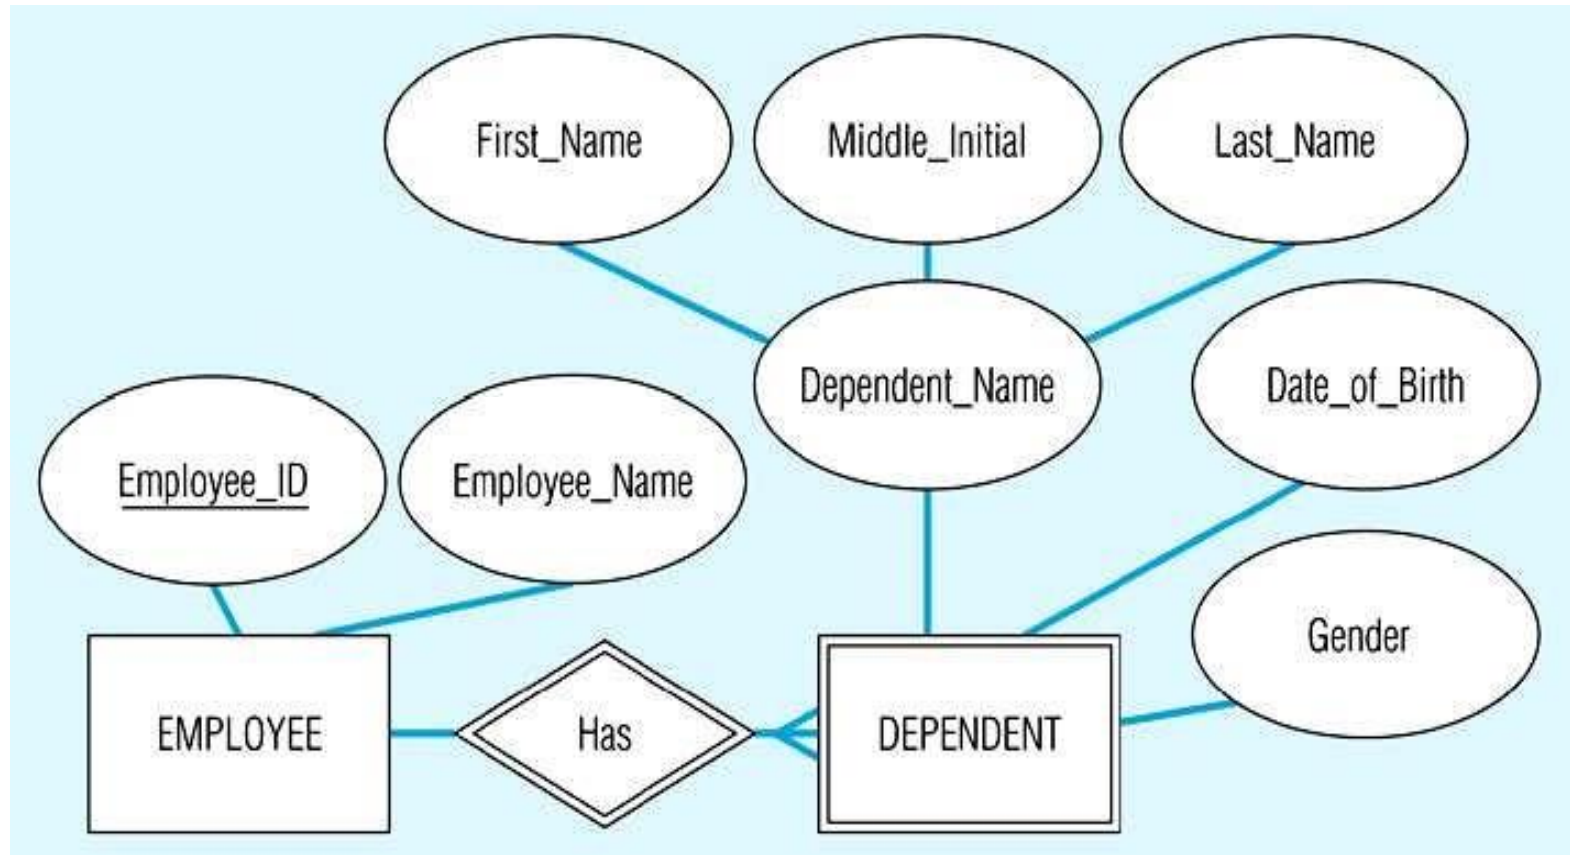 First_Name
Middle_Initial
Last_Name
Dependent_Name
Date_of_Birth
Employee_ID
Employee_Name
Gender
EMPLOYEE
Has
DEPENDENT